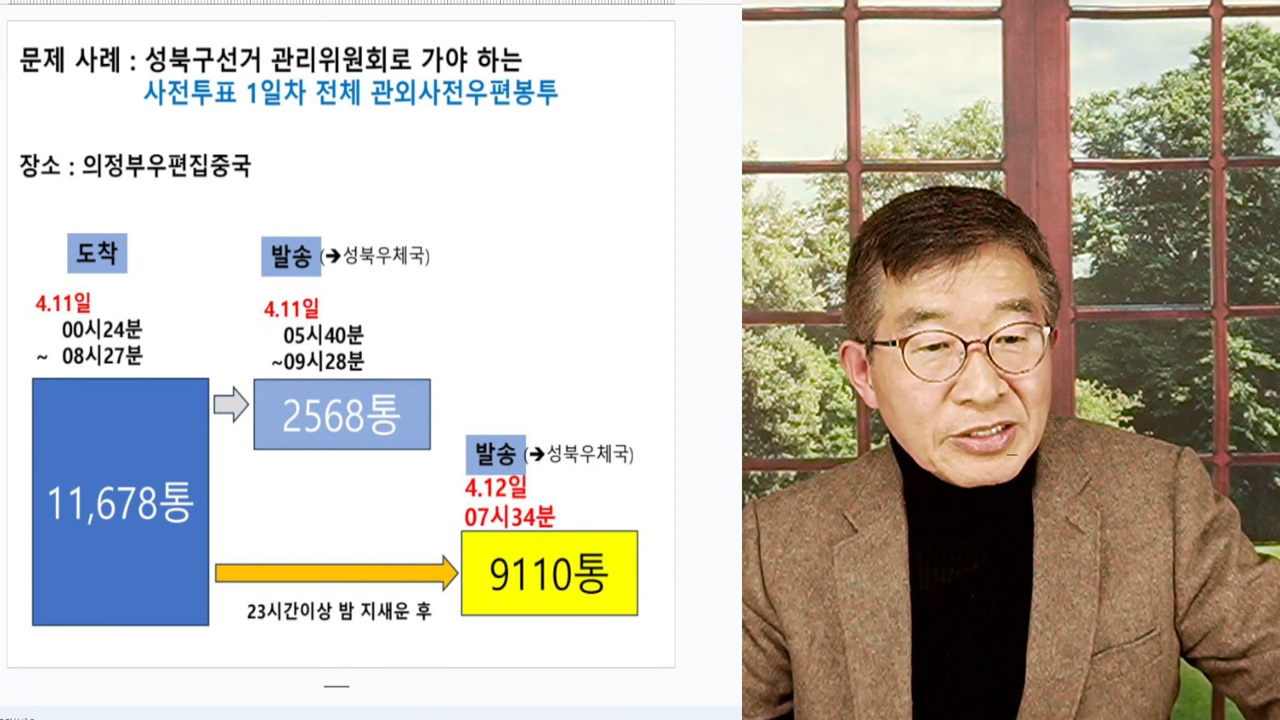 문제 사례 : 성북구선거 관리위원회로 가야 하는
사전투표 1일차 전체 관외사전우편봉투
장소 : 의정부우편집중국
도착
4.11일
00시24분
~ 08시27분
11,678통
발송 (➔성북우체국)
4.11일
05시40분
~09시28분
2568통
발송 (➔성북우체국)
4.12일
07시34분
9110통
23시간이상 밤 지새운 후